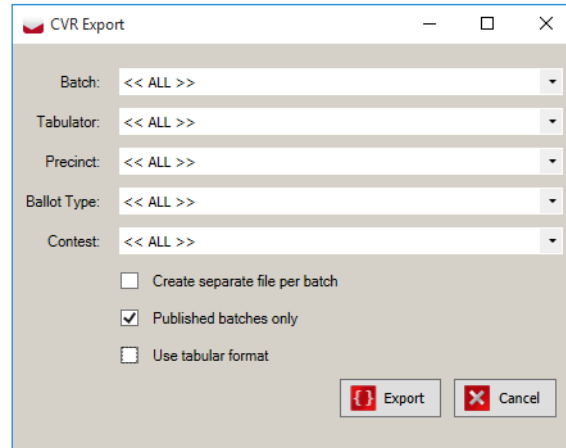 CVR Export
Batch: << ALL >>
Tabulator: << ALL >>
Precinct: << ALL >>
Ballot Type: << ALL >>
Contest: << ALL >>
Create separate file per batch
Published batches only
Use tabular format
{} Export Cancel